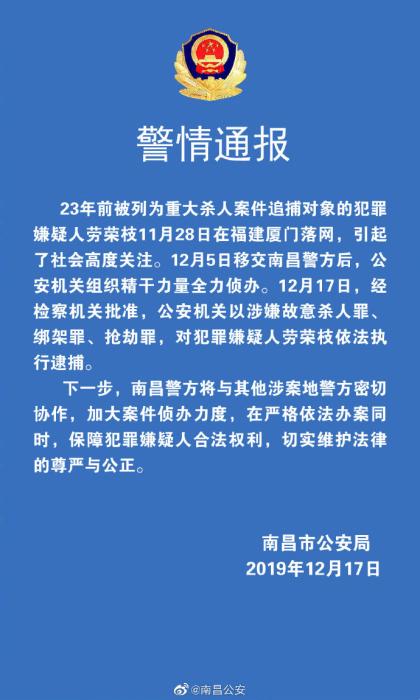 警情通报
23年前被列为重大杀人案件追捕对象的犯罪
嫌疑人劳荣枝11月28日在福建厦门落网，引起
了社会高度关注。12月5日移交南昌警方后，公
安机关组织精干力量全力侦办。12月17日，经
检察机关批准，公安机关以涉嫌故意杀人罪、
绑架罪、抢劫罪，对犯罪嫌疑人劳荣枝依法执
行逮捕。
下一步，南昌警方将与其他涉案地警方密切
协作，加大案件侦办力度，在严格依法办案同
时，保障犯罪嫌疑人合法权利，切实维护法律
的尊严与公正。
南昌市公安局
2019年12月17日
@南昌公安